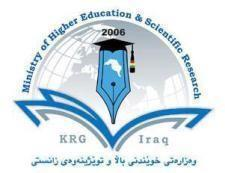 Ministry of Higher Education & Scientific Research
2006
KRG Iraq
وەزارەتی خوێندنی باڵا و توێژینەوەی زانستی